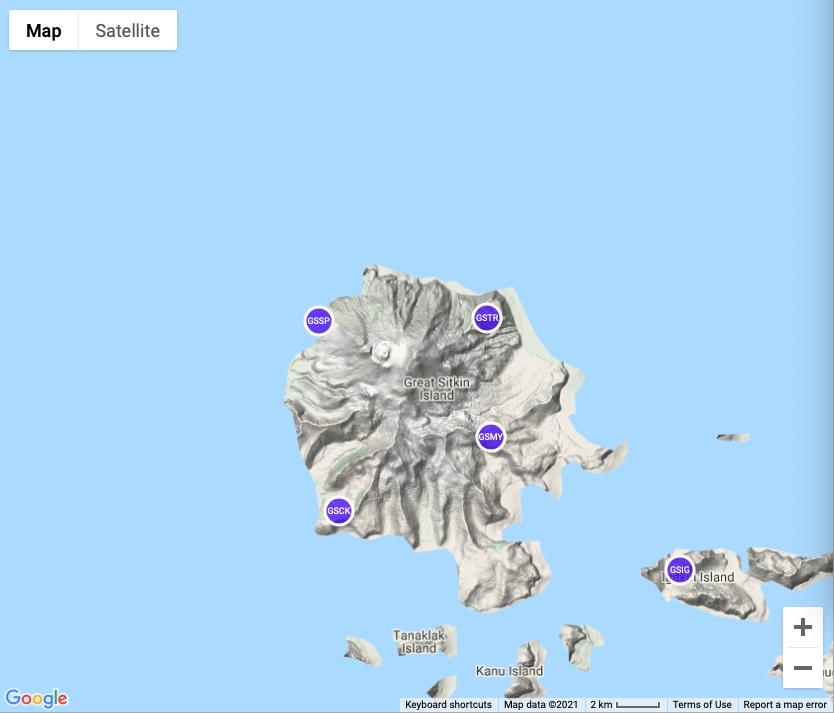 Map
Satellite
GSSP
GSTR
Great Sitkin
Island
GSMY
GSCK
GSIG
Island
Tanaklak
Island
Kanu Island
Google
Keyboard shortcuts
Map data ©2021
2 km
Terms of Use
Report a map error